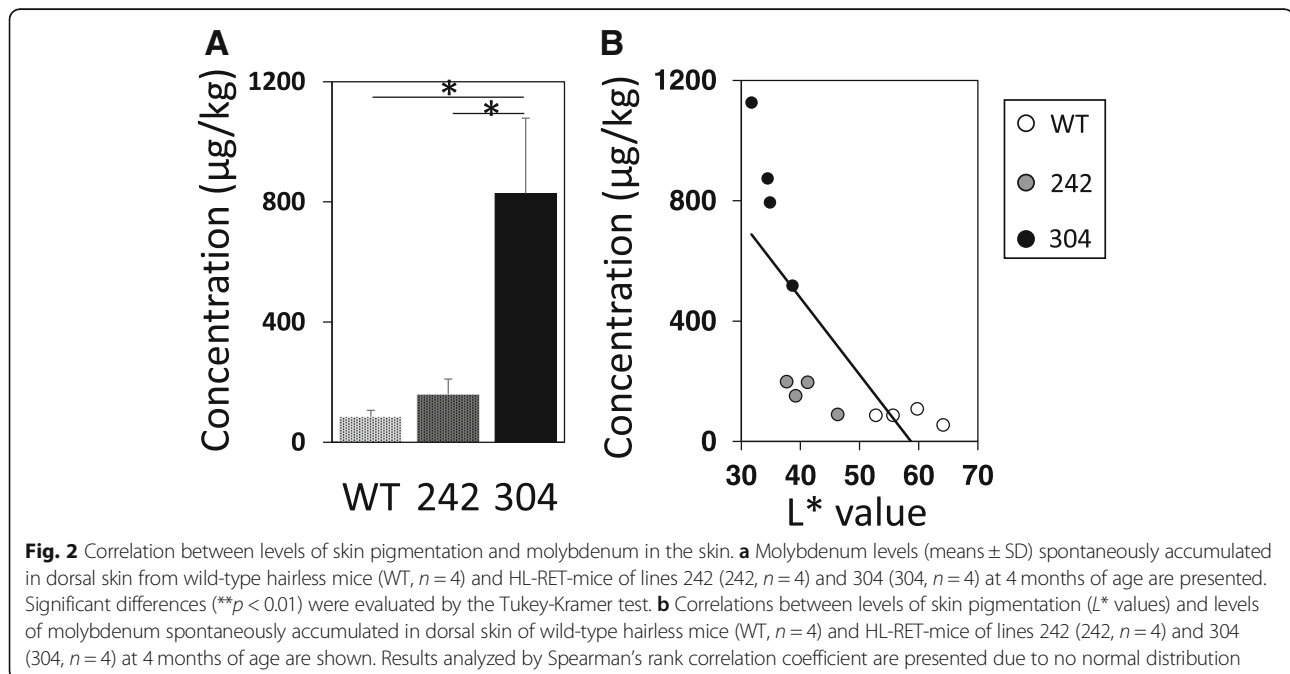 A
B
1200
800
400
0
Concentration (µg/kg)
*
*
WT 242 304
1200
800
400
0
Concentration (µg/kg)
30 40 50 60 70
L* value
WT
242
304
Fig. 2 Correlation between levels of skin pigmentation and molybdenum in the skin. a Molybdenum levels (means ± SD) spontaneously accumulated
in dorsal skin from wild-type hairless mice (WT, n = 4) and HL-RET-mice of lines 242 (242, n = 4) and 304 (304, n = 4) at 4 months of age are presented.
Significant differences (**p < 0.01) were evaluated by the Tukey-Kramer test. b Correlations between levels of skin pigmentation (L* values) and levels
of molybdenum spontaneously accumulated in dorsal skin of wild-type hairless mice (WT, n = 4) and HL-RET-mice of lines 242 (242, n = 4) and 304
(304, n = 4) at 4 months of age are shown. Results analyzed by Spearman's rank correlation coefficient are presented due to no normal distribution